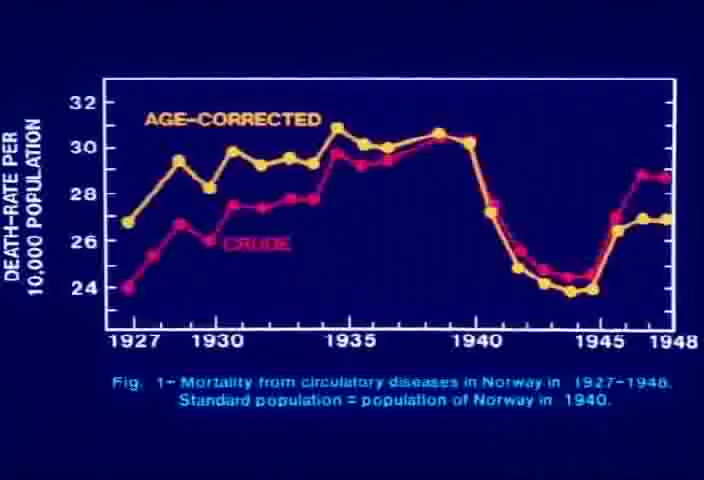 DEATH-RATE PER
10,000 POPULATION
32
30
28
26
24
AGE-CORRECTED
CRUDE
1927 1930 1935 1940 1945 1948
Fig. 1- Mortality from circulatory diseases in Norway in 1927-1948.
Standard population = population of Norway in 1940.